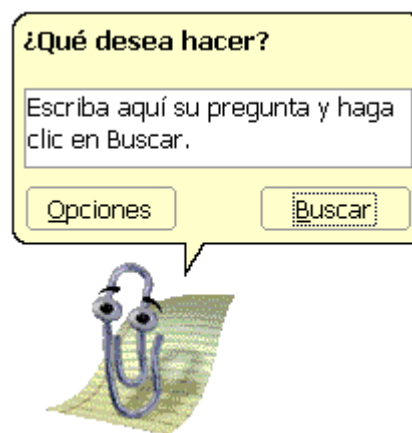 ¿Qué desea hacer?
Escriba aquí su pregunta y haga
clic en Buscar.
Opciones
Buscar